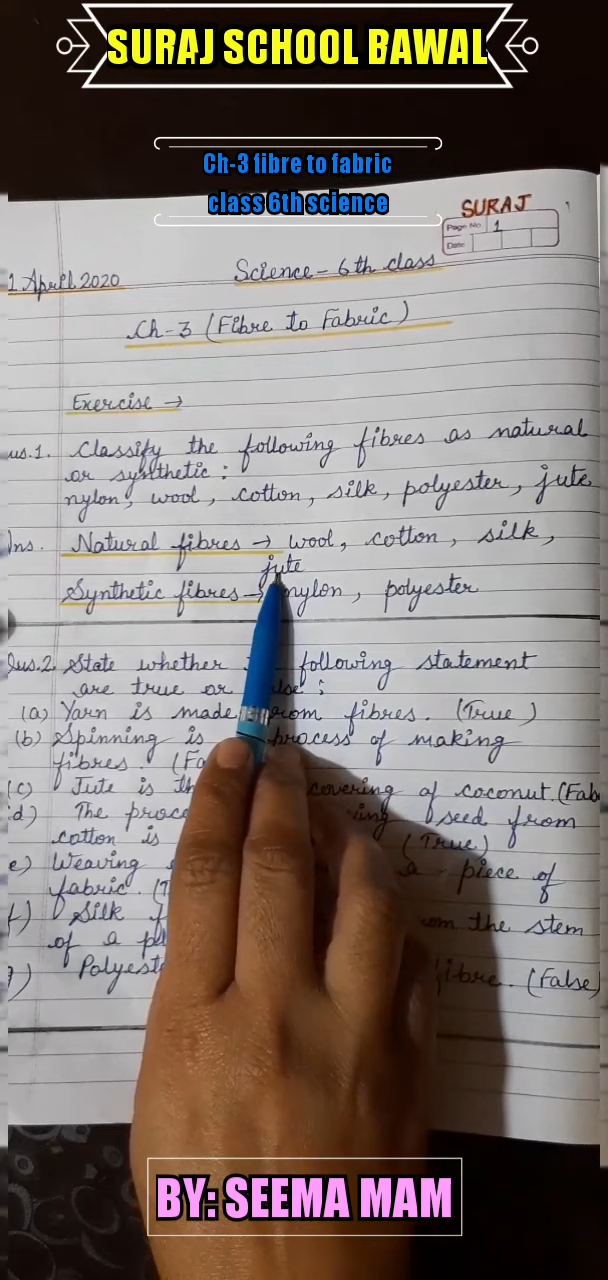 SURAJ SCHOOL BAWAL
Ch-3 fibre to fabric
class 6th science
SURAJ
Page No. 1
Date
1 April 2020
Science - 6th class
Ch-3 (Fibre to Fabric)
Exercise →
us.1. Classify the following fibres as natural
or synthetic :
nylon, wool, cotton, silk, polyester, jute
Ans. Natural fibres → wool, cotton, silk,
jute
Synthetic fibres → nylon, polyester
Qus.2. State whether following statement
are true or :
(a) Yarn is made from fibres. (True)
(b) Spinning is process of making
fibres.
(c) Jute is covering of coconut.
d) The seed from
cotton is (True)
e) Weaving a piece of
fabric.
f) Silk the stem
of a
g) fibre. (False)
BY: SEEMA MAM